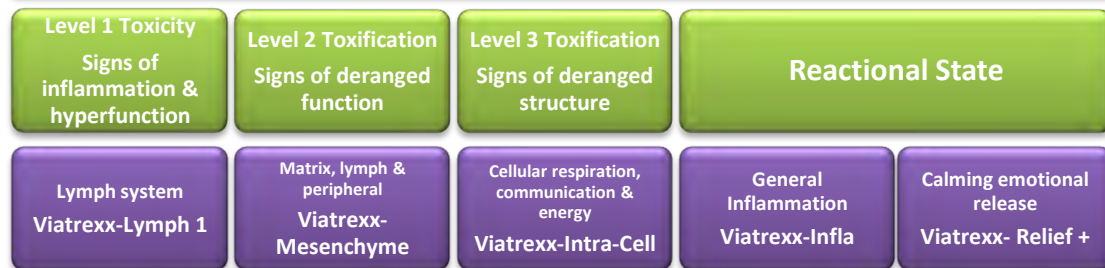 Level 1 Toxicity
Signs of
inflammation &
hyperfunction
Level 2 Toxification
Signs of deranged
function
Level 3 Toxification
Signs of deranged
structure
Reactional State
Lymph system
Viatrexx-Lymph 1
Matrix, lymph &
peripheral
Viatrexx-
Mesenchyme
Cellular respiration,
communication &
energy
Viatrexx-Intra-Cell
General
Inflammation
Viatrexx-Infla
Calming emotional
release
Viatrexx- Relief +